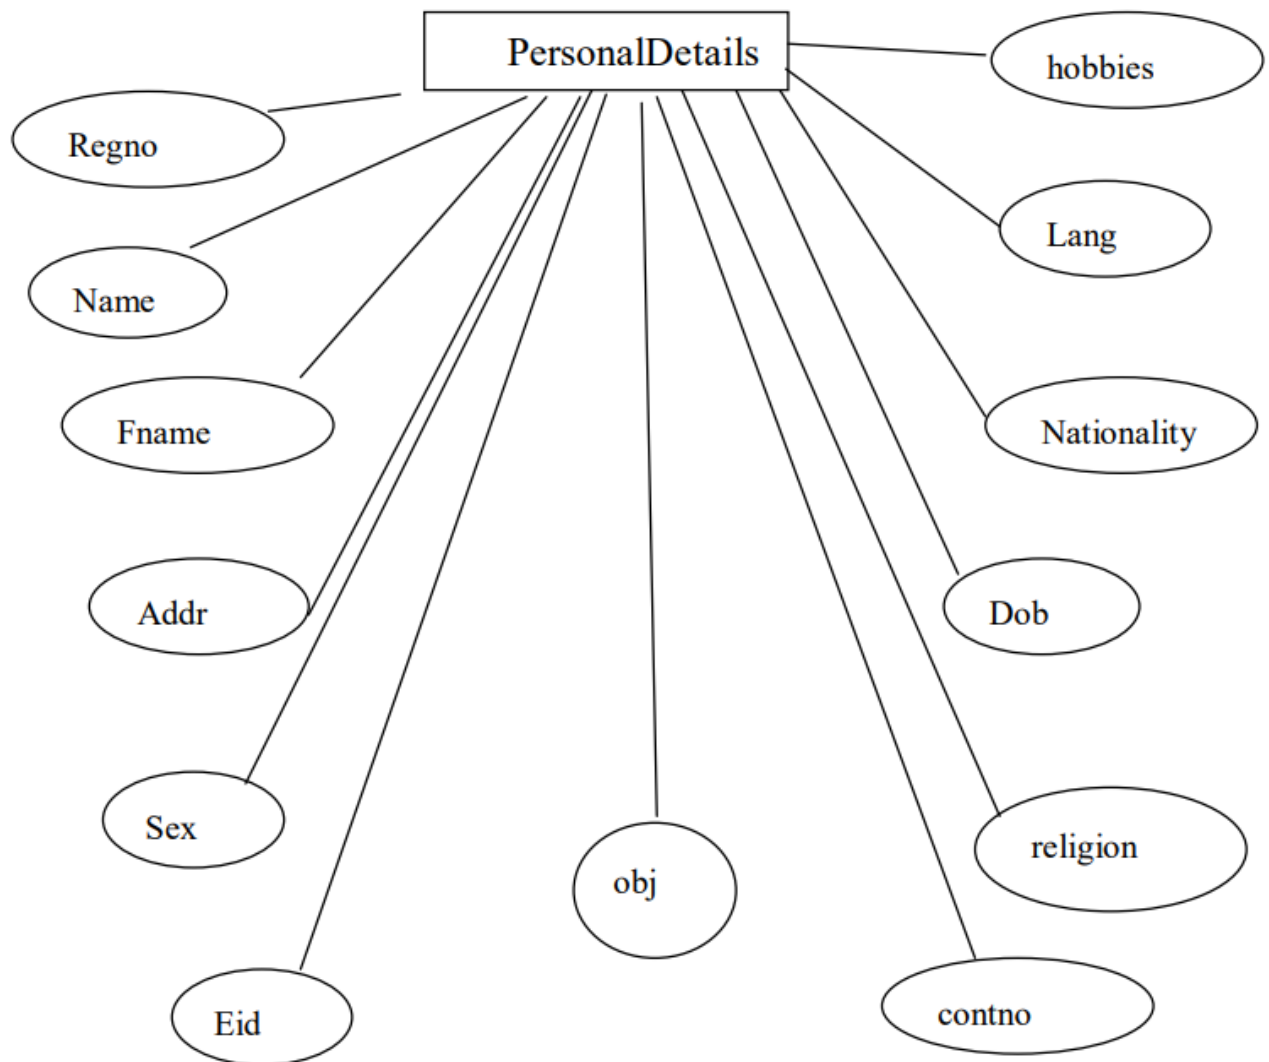 PersonalDetails
hobbies
Regno
Lang
Name
Fname
Nationality
Addr
Dob
Sex
religion
obj
Eid
contno